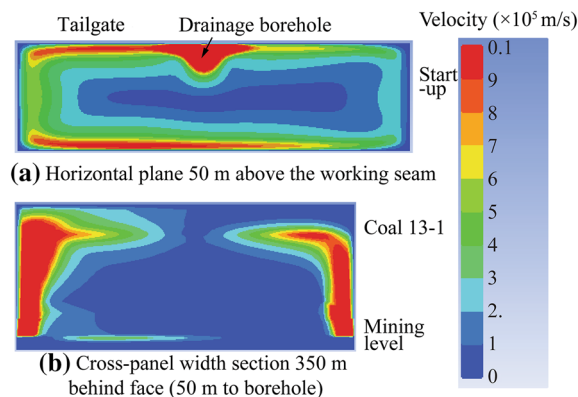 Tailgate
Drainage borehole
Start
-up
(a) Horizontal plane 50 m above the working seam
Coal 13-1
Mining
level
(b) Cross-panel width section 350 m
behind face (50 m to borehole)
Velocity (×10⁵ m/s)
0.1
9
8
7
6
5
4
3
2.
1
0